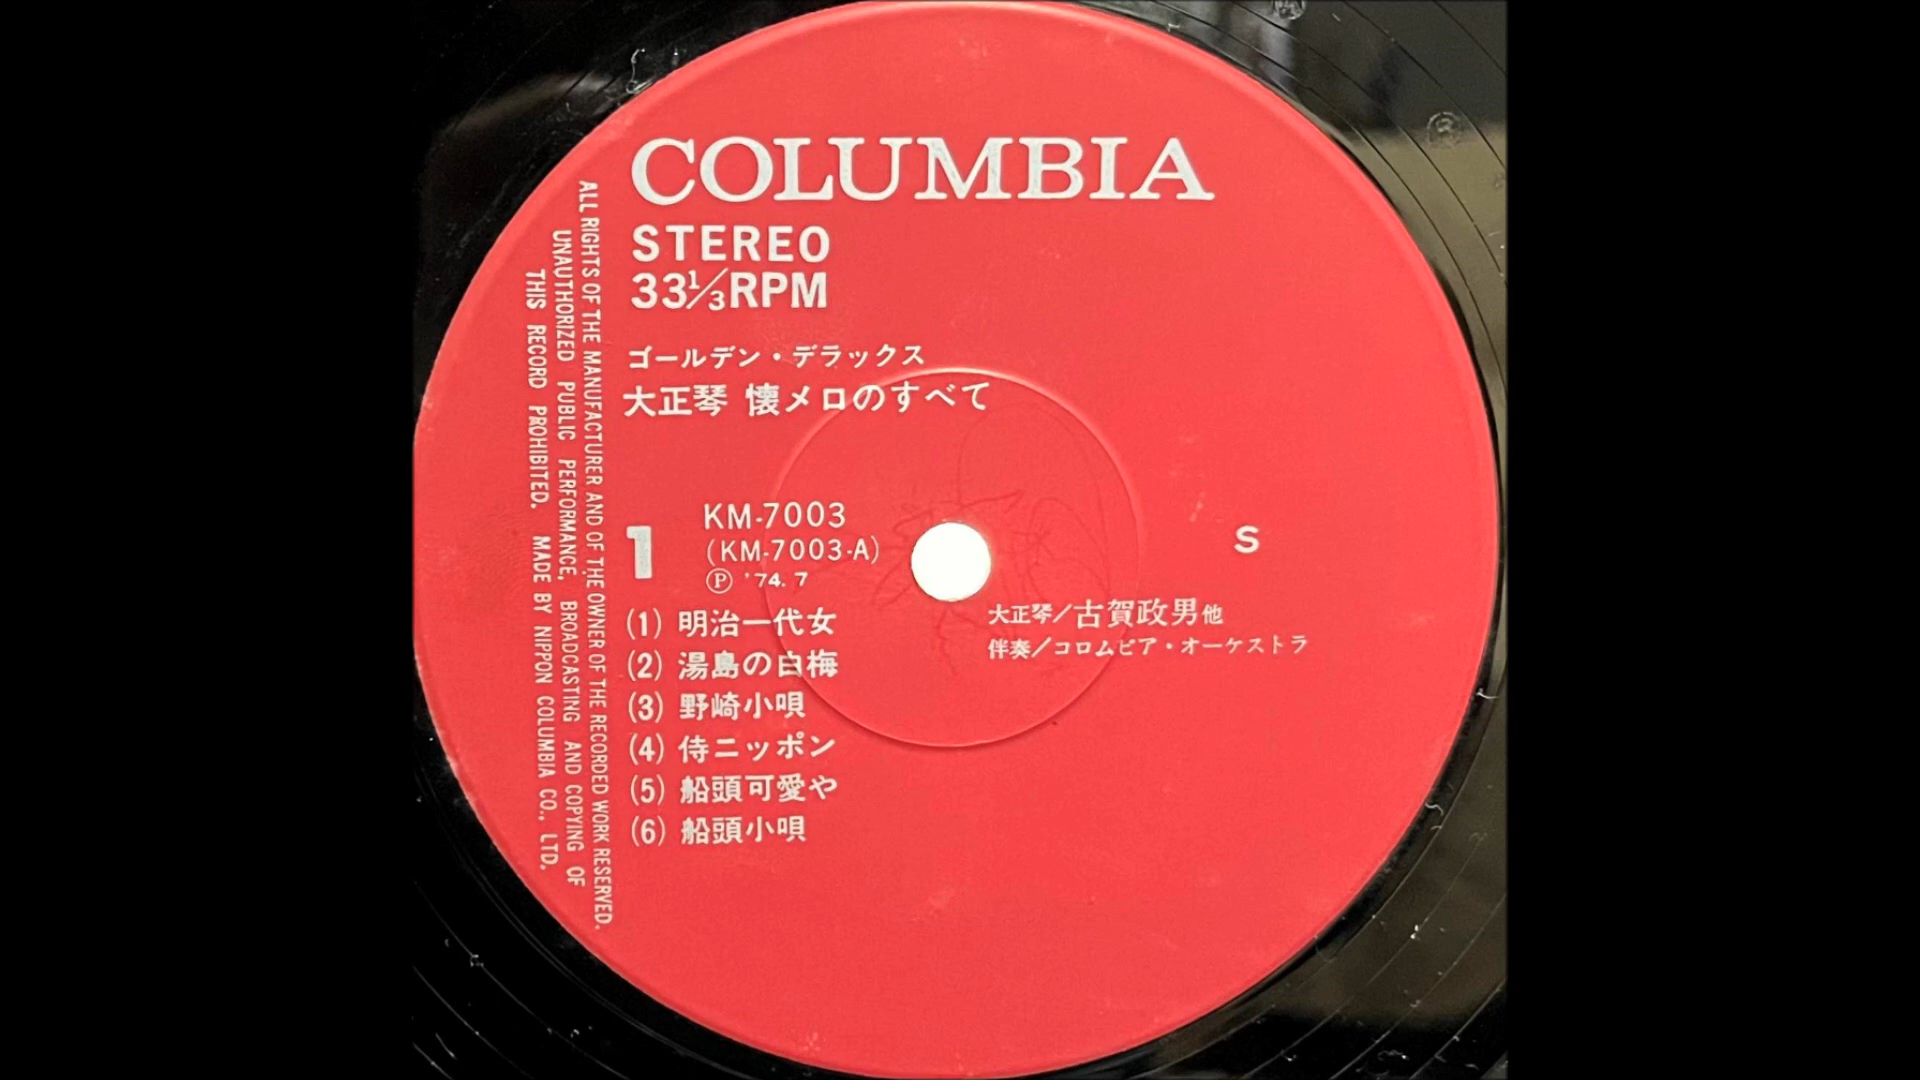 COLUMBIA
STEREO
33⅓RPM
ゴールデン・デラックス
大正琴 懐メロのすべて
1
KM-7003
(KM-7003-A)
Ⓟ '74.7
S
(1) 明治一代女
(2) 湯島の白梅
(3) 野崎小唄
(4) 侍ニッポン
(5) 船頭可愛や
(6) 船頭小唄
大正琴/古賀政男他
伴奏/コロムビア・オーケストラ
ALL RIGHTS OF THE MANUFACTURER AND OF THE OWNER OF THE RECORDED WORK RESERVED.
UNAUTHORIZED PUBLIC PERFORMANCE, BROADCASTING AND COPYING OF
THIS RECORD PROHIBITED. MADE BY NIPPON COLUMBIA CO., LTD.